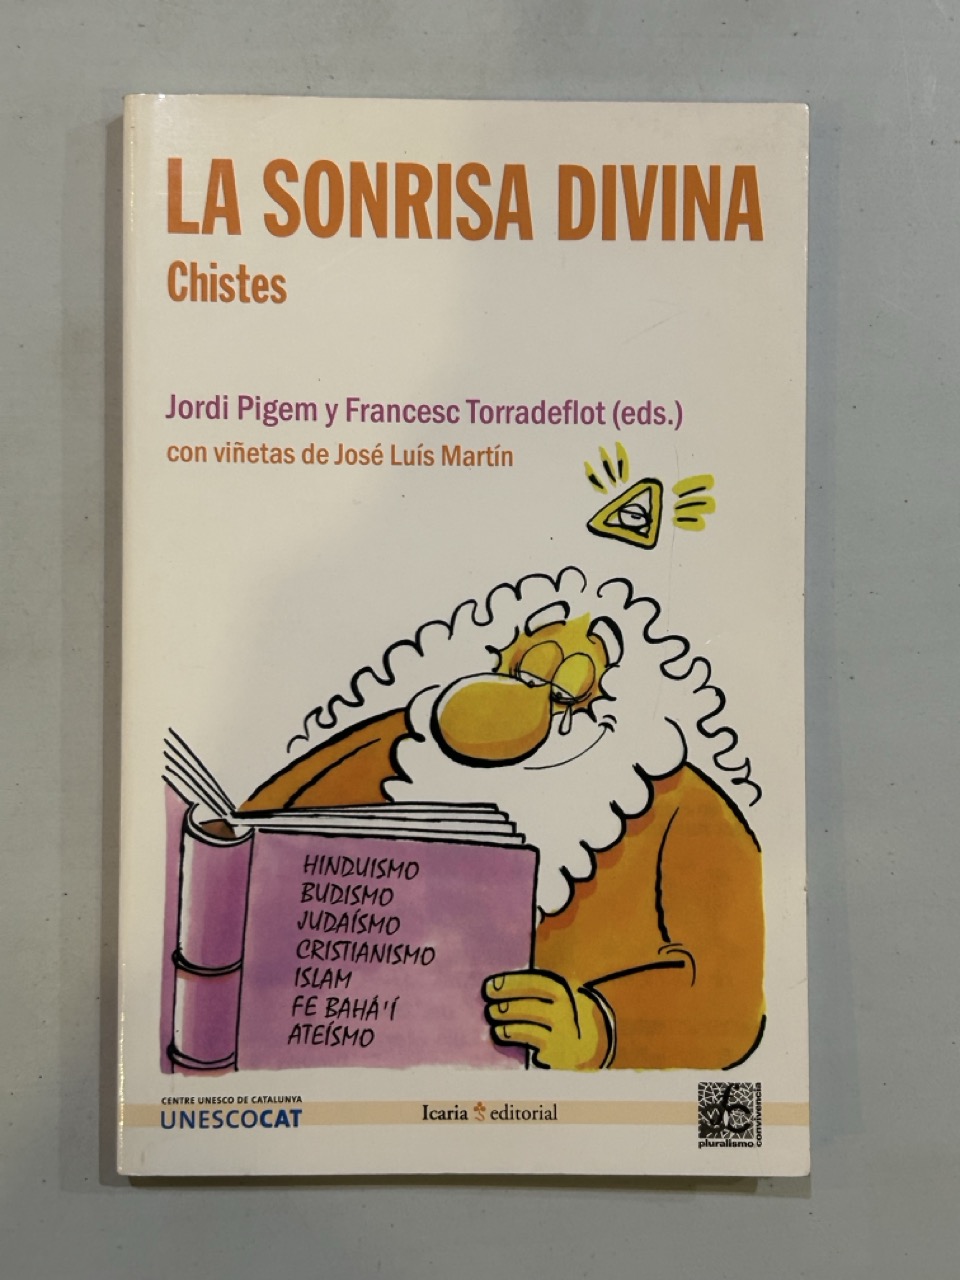 LA SONRISA DIVINA
Chistes
Jordi Pigem y Francesc Torradeflot (eds.)
con viñetas de José Luís Martín
HINDUISMO
BUDISMO
JUDAÍSMO
CRISTIANISMO
ISLAM
FE BAHÁ'Í
ATEÍSMO
CENTRE UNESCO DE CATALUNYA
UNESCOCAT
Icaria editorial
pluralismo
convivencia